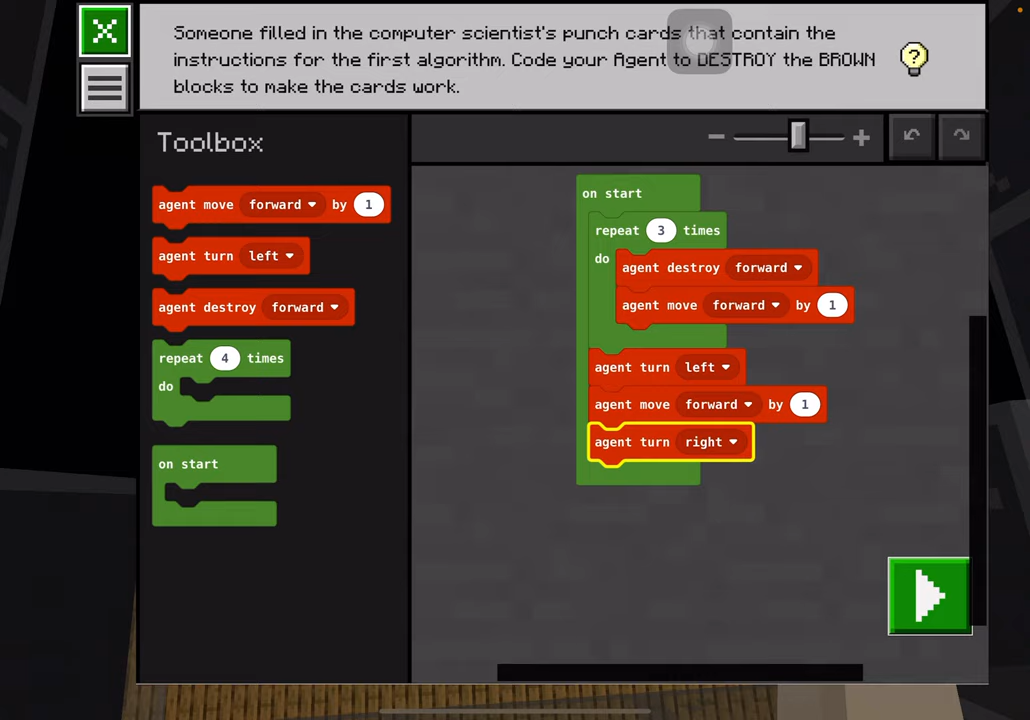 Someone filled in the computer scientist's punch cards that contain the
instructions for the first algorithm. Code your Agent to DESTROY the BROWN
blocks to make the cards work.
Toolbox
agent move forward by 1
agent turn left
agent destroy forward
repeat 4 times
do
on start
on start
repeat 3 times
do
agent destroy forward
agent move forward by 1
agent turn left
agent move forward by 1
agent turn right